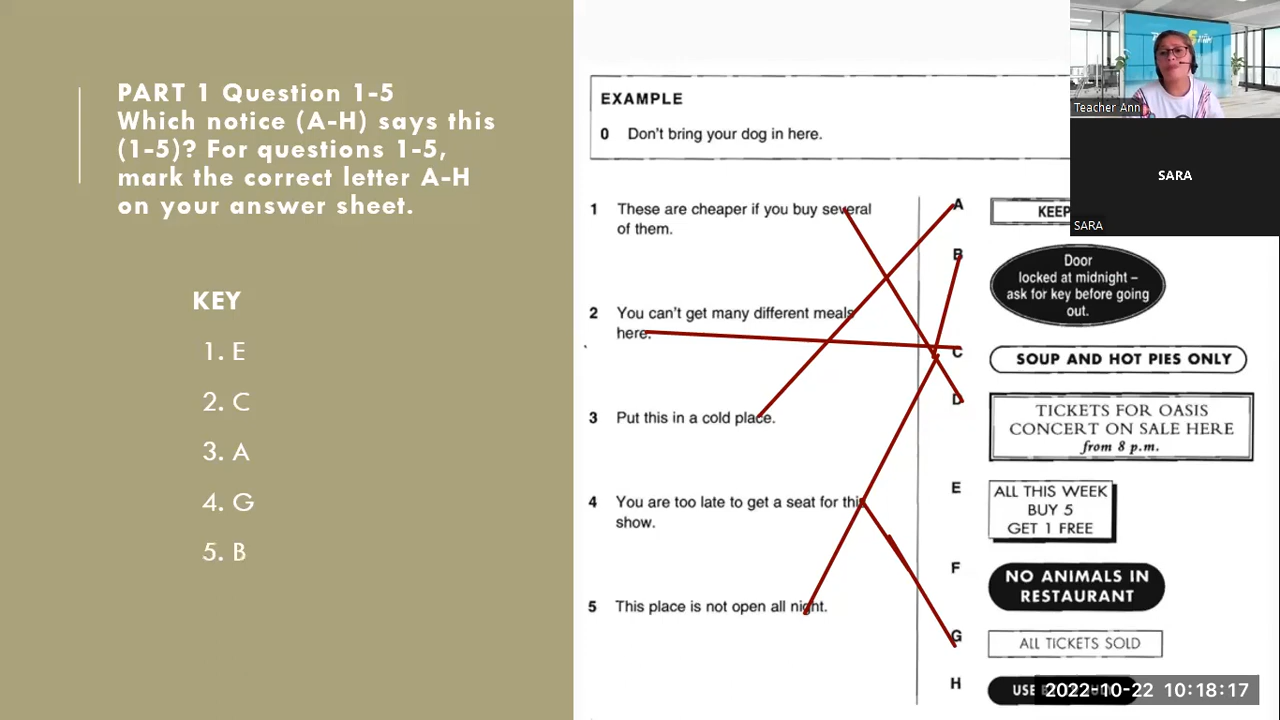 PART 1 Question 1-5
Which notice (A-H) says this
(1-5)? For questions 1-5,
mark the correct letter A-H
on your answer sheet.
KEY
1. E
2. C
3. A
4. G
5. B
EXAMPLE
0 Don't bring your dog in here.
1 These are cheaper if you buy several
of them.
2 You can't get many different meals
here.
3 Put this in a cold place.
4 You are too late to get a seat for this
show.
5 This place is not open all night.
A KEEP
B Door
locked at midnight –
ask for key before going
out.
C SOUP AND HOT PIES ONLY
D TICKETS FOR OASIS
CONCERT ON SALE HERE
from 8 p.m.
E ALL THIS WEEK
BUY 5
GET 1 FREE
F NO ANIMALS IN
RESTAURANT
G ALL TICKETS SOLD
H USE
Teacher Ann
SARA
SARA
2022-10-22 10:18:17